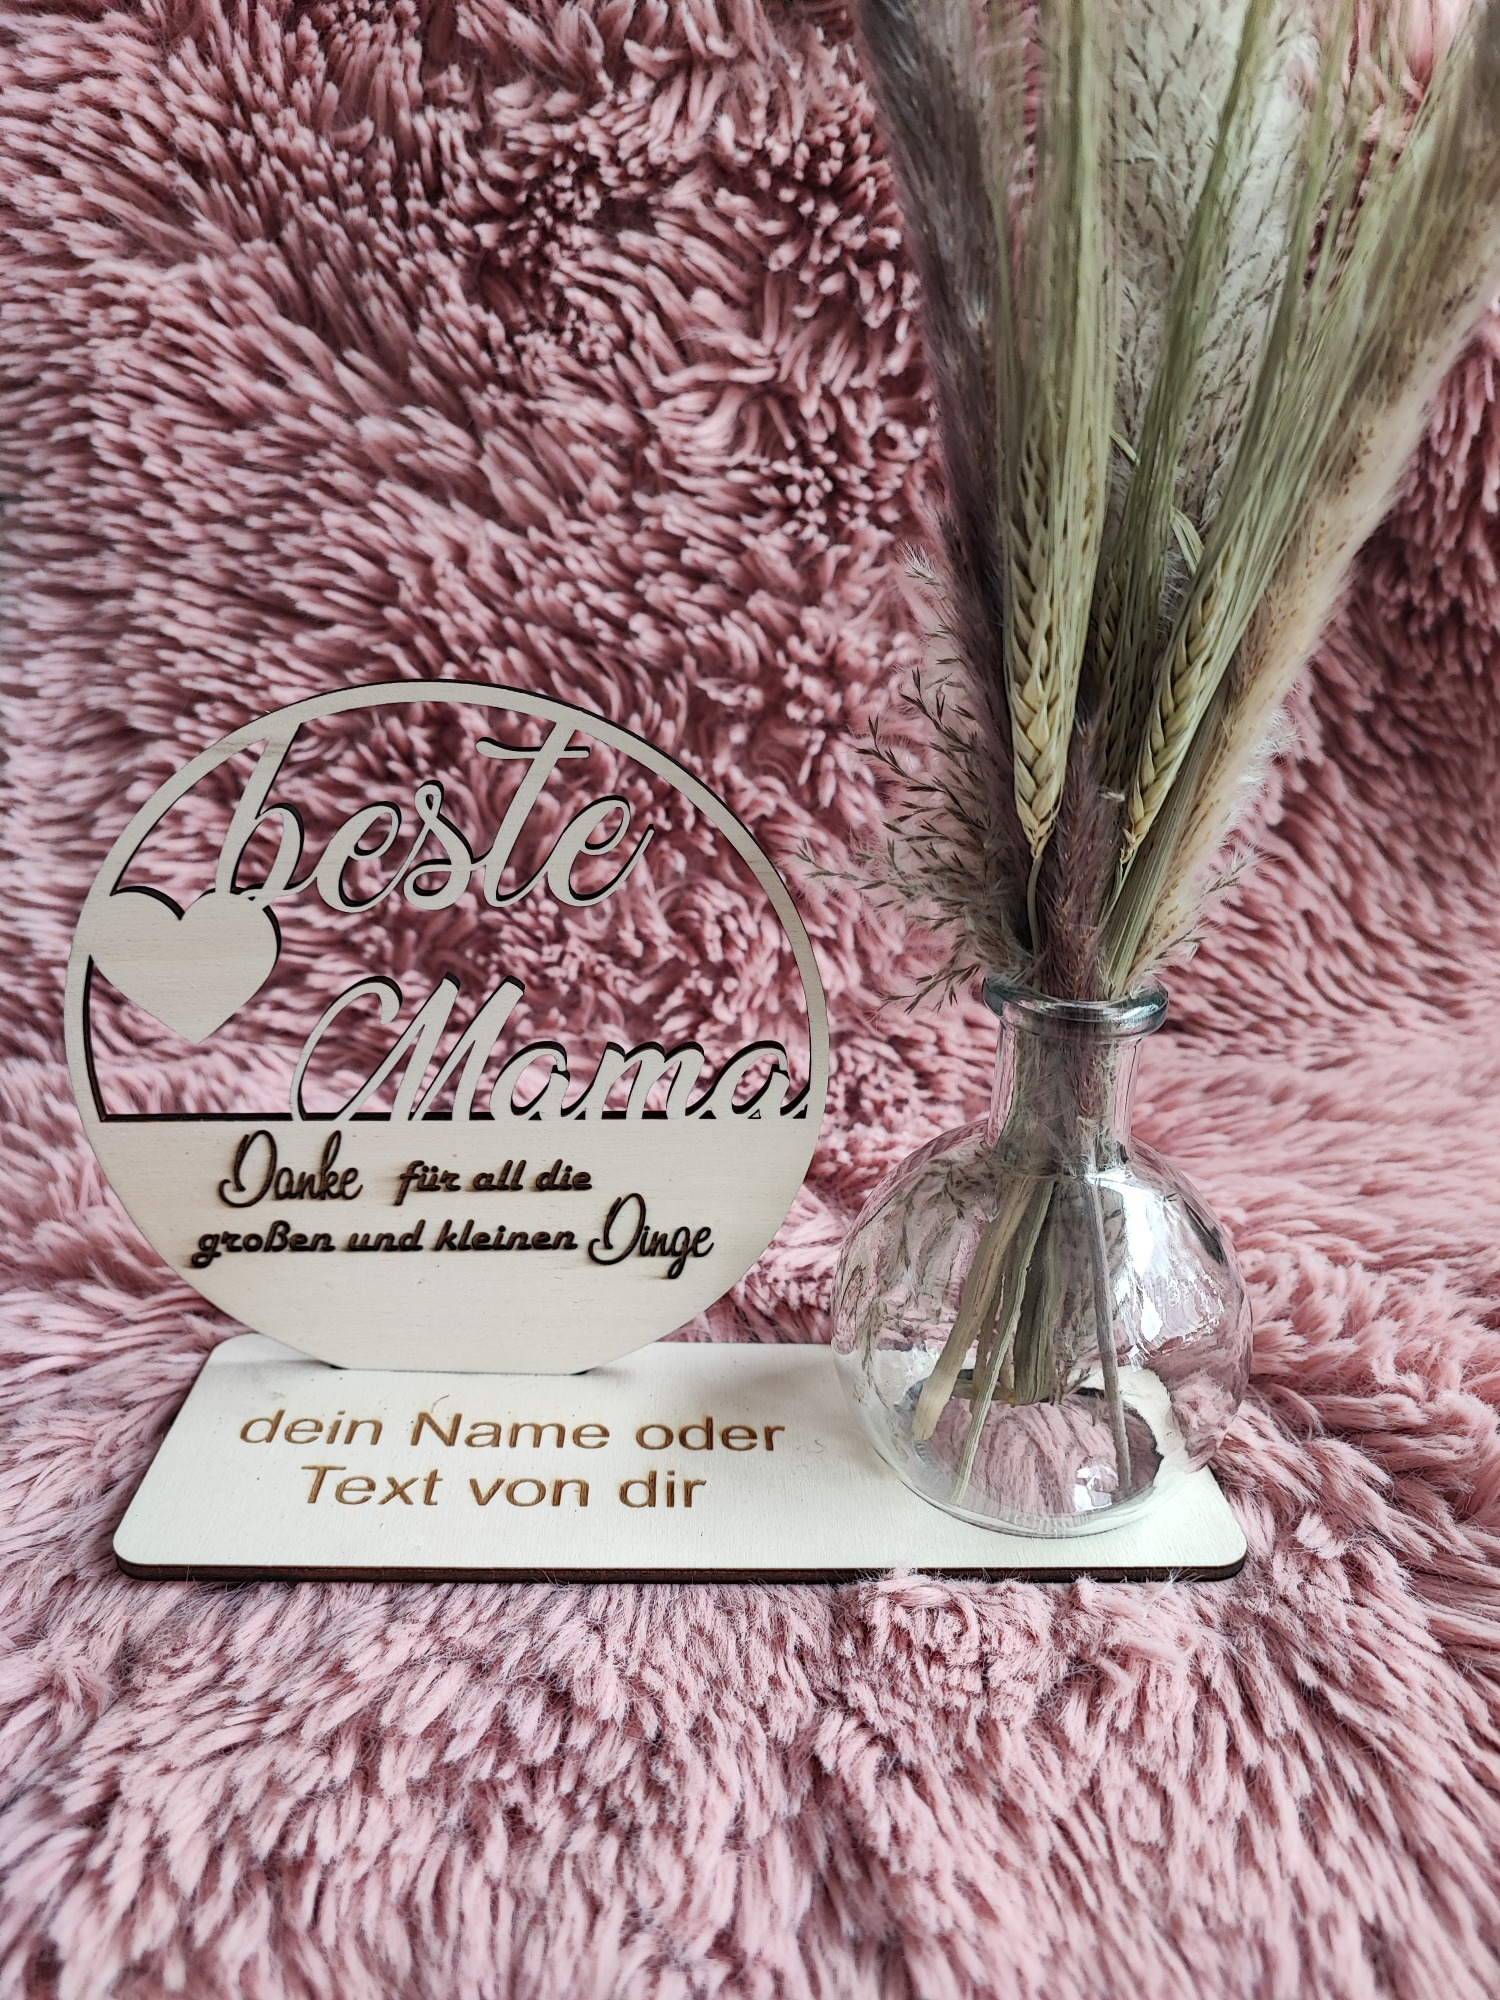 beste
Mama
Danke für all die
großen und kleinen Dinge
dein Name oder
Text von dir